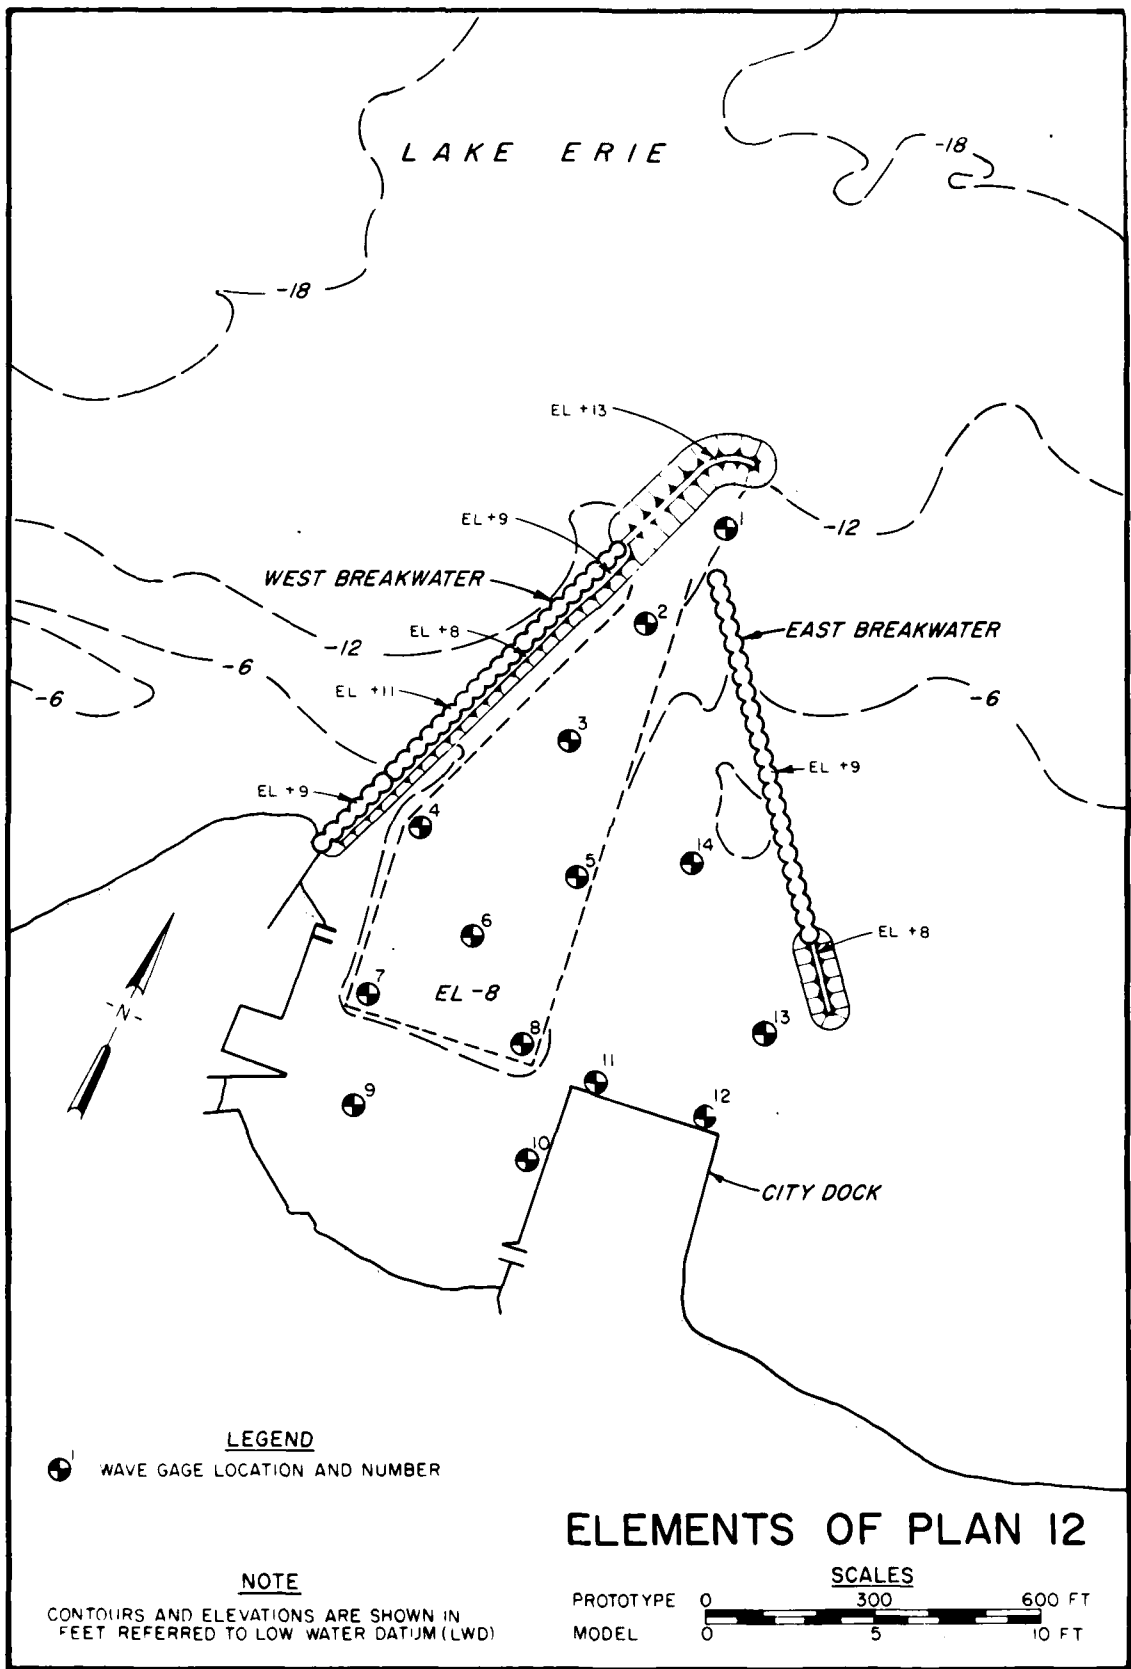 LAKE ERIE
-18
-18
EL +13
EL +9
1
-12
WEST BREAKWATER
2
EAST BREAKWATER
EL +8
-12
-6
-6
EL +11
-6
3
EL +9
EL +9
4
14
5
6
EL +8
7
EL -8
-N-
8
13
11
9
12
10
CITY DOCK
LEGEND
1
WAVE GAGE LOCATION AND NUMBER
ELEMENTS OF PLAN 12
NOTE
CONTOURS AND ELEVATIONS ARE SHOWN IN
FEET REFERRED TO LOW WATER DATUM (LWD)
SCALES
PROTOTYPE 0 300 600 FT
MODEL 0 5 10 FT